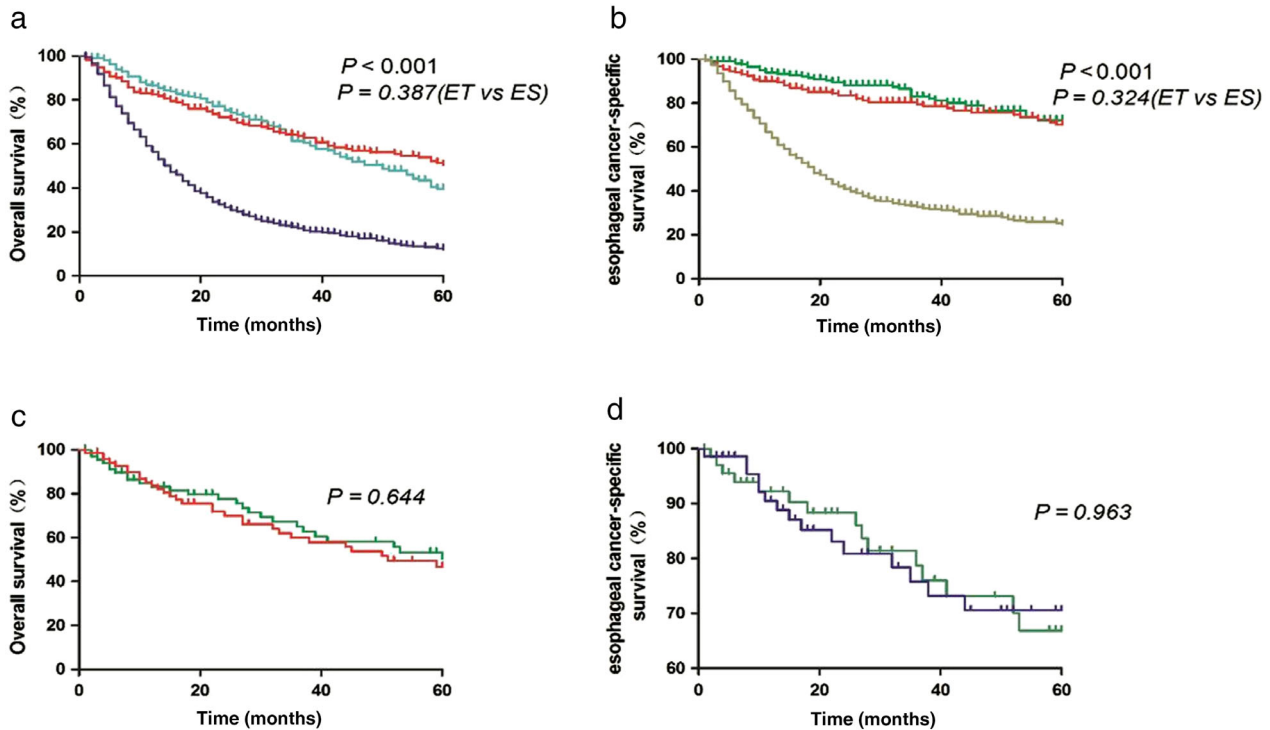 a
Overall survival (%)
100
80
60
40
20
0
0 20 40 60
Time (months)
P < 0.001
P = 0.387(ET vs ES)
b
esophageal cancer-specific
survival (%)
100
80
60
40
20
0
0 20 40 60
Time (months)
P < 0.001
P = 0.324(ET vs ES)
c
Overall survival (%)
100
80
60
40
20
0
0 20 40 60
Time (months)
P = 0.644
d
esophageal cancer-specific
survival (%)
100
90
80
70
60
0 20 40 60
Time (months)
P = 0.963